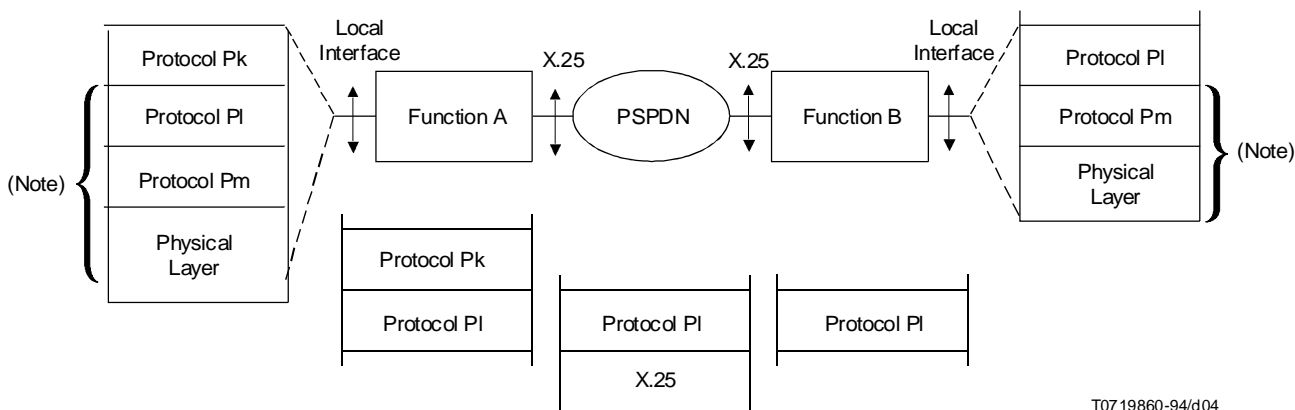 Protocol Pk
Protocol Pl
Protocol Pm
Physical
Layer
(Note)
Local
Interface
Function A
X.25
PSPDN
X.25
Function B
Local
Interface
Protocol Pl
Protocol Pm
Physical
Layer
(Note)
Protocol Pk
Protocol Pl
Protocol Pl
X.25
Protocol Pl
T0719860-94/d04